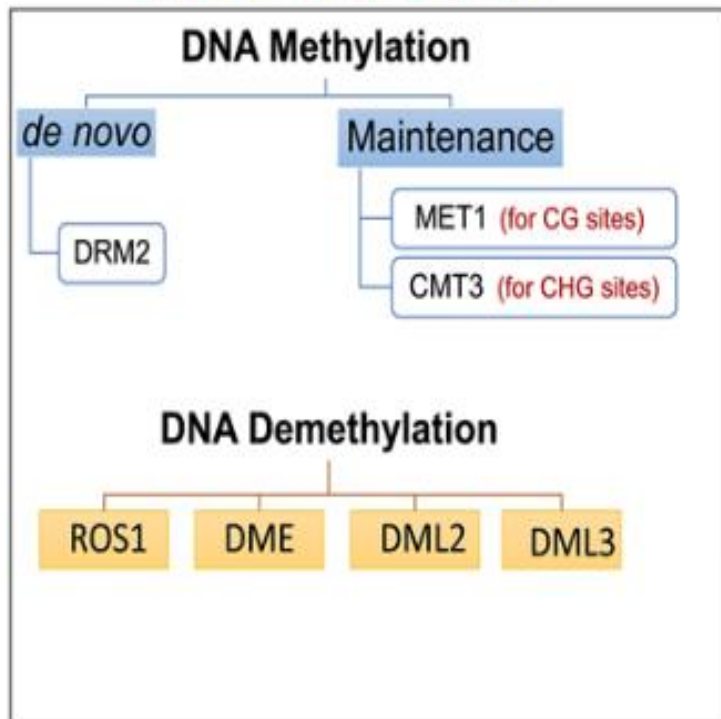 DNA Methylation
de novo
Maintenance
DRM2
MET1 (for CG sites)
CMT3 (for CHG sites)
DNA Demethylation
ROS1
DME
DML2
DML3